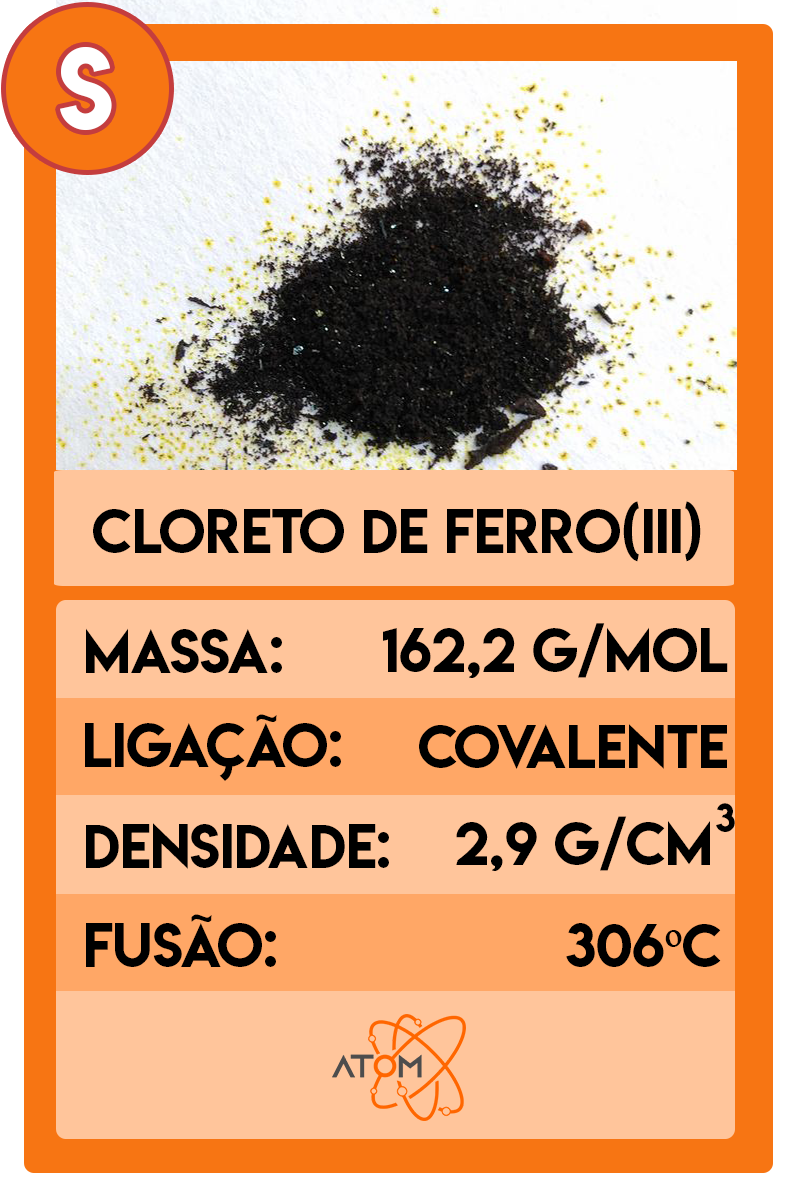 S
CLORETO DE FERRO(III)
MASSA: 162,2 G/MOL
LIGAÇÃO: COVALENTE
DENSIDADE: 2,9 G/CM³
FUSÃO: 306ºC
ATOM